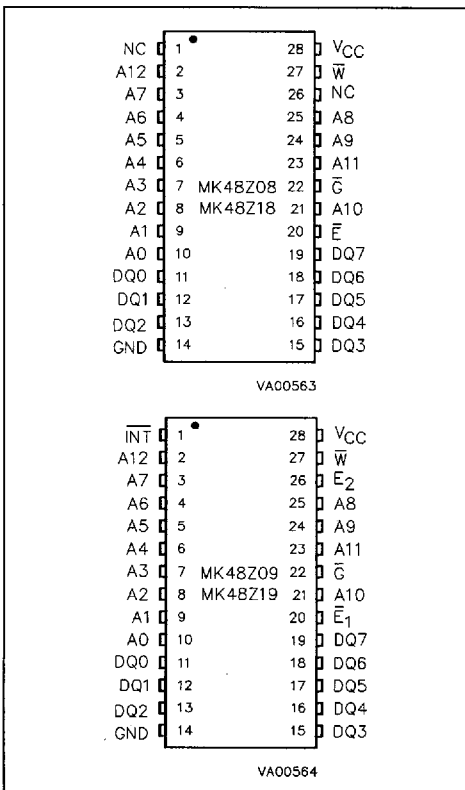 NC 1 28 VCC
A12 2 27 W̅
A7 3 26 NC
A6 4 25 A8
A5 5 24 A9
A4 6 23 A11
A3 7 MK48Z08 22 G̅
A2 8 MK48Z18 21 A10
A1 9 20 E̅
A0 10 19 DQ7
DQ0 11 18 DQ6
DQ1 12 17 DQ5
DQ2 13 16 DQ4
GND 14 15 DQ3
VA00563
I̅N̅T̅ 1 28 VCC
A12 2 27 W̅
A7 3 26 E̅2
A6 4 25 A8
A5 5 24 A9
A4 6 23 A11
A3 7 MK48Z09 22 G̅
A2 8 MK48Z19 21 A10
A1 9 20 E̅1
A0 10 19 DQ7
DQ0 11 18 DQ6
DQ1 12 17 DQ5
DQ2 13 16 DQ4
GND 14 15 DQ3
VA00564